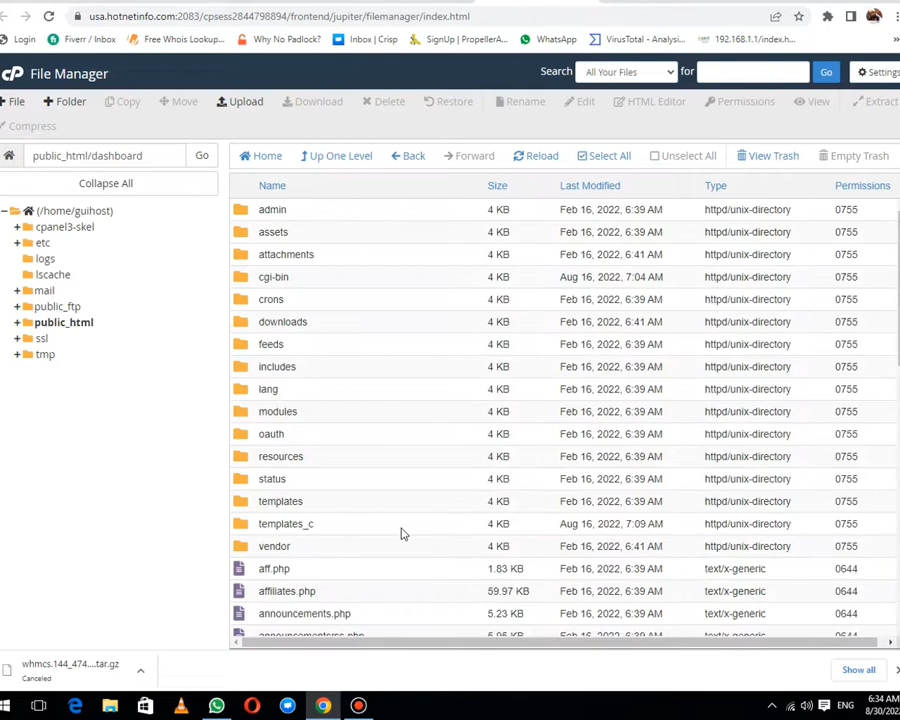 usa.hotnetinfo.com:2083/cpsess2844798894/frontend/jupiter/filemanager/index.html
Login Fiverr / Inbox Free Whois Lookup... Why No Padlock? Inbox | Crisp SignUp | PropellerA... WhatsApp VirusTotal - Analysi... 192.168.1.1/index.h... »
cP File Manager Search All Your Files for Go Settings
+ File + Folder Copy Move Upload Download Delete Restore Rename Edit HTML Editor Permissions View Extract
Compress
public_html/dashboard Go Home Up One Level Back Forward Reload Select All Unselect All View Trash Empty Trash
Collapse All
Name Size Last Modified Type Permissions
(/home/guihost)
cpanel3-skel
etc
logs
lscache
mail
public_ftp
public_html
ssl
tmp
admin 4 KB Feb 16, 2022, 6:39 AM httpd/unix-directory 0755
assets 4 KB Feb 16, 2022, 6:39 AM httpd/unix-directory 0755
attachments 4 KB Feb 16, 2022, 6:41 AM httpd/unix-directory 0755
cgi-bin 4 KB Aug 16, 2022, 7:04 AM httpd/unix-directory 0755
crons 4 KB Feb 16, 2022, 6:39 AM httpd/unix-directory 0755
downloads 4 KB Feb 16, 2022, 6:41 AM httpd/unix-directory 0755
feeds 4 KB Feb 16, 2022, 6:39 AM httpd/unix-directory 0755
includes 4 KB Feb 16, 2022, 6:39 AM httpd/unix-directory 0755
lang 4 KB Feb 16, 2022, 6:39 AM httpd/unix-directory 0755
modules 4 KB Feb 16, 2022, 6:39 AM httpd/unix-directory 0755
oauth 4 KB Feb 16, 2022, 6:39 AM httpd/unix-directory 0755
resources 4 KB Feb 16, 2022, 6:39 AM httpd/unix-directory 0755
status 4 KB Feb 16, 2022, 6:39 AM httpd/unix-directory 0755
templates 4 KB Feb 16, 2022, 6:39 AM httpd/unix-directory 0755
templates_c 4 KB Aug 16, 2022, 7:09 AM httpd/unix-directory 0755
vendor 4 KB Feb 16, 2022, 6:41 AM httpd/unix-directory 0755
aff.php 1.83 KB Feb 16, 2022, 6:39 AM text/x-generic 0644
affiliates.php 59.97 KB Feb 16, 2022, 6:39 AM text/x-generic 0644
announcements.php 5.23 KB Feb 16, 2022, 6:39 AM text/x-generic 0644
announcementsrss.php 5.95 KB Feb 16, 2022, 6:39 AM text/x-generic 0644
whmcs.144_474....tar.gz
Canceled
Show all
ENG
6:34 AM
8/30/202